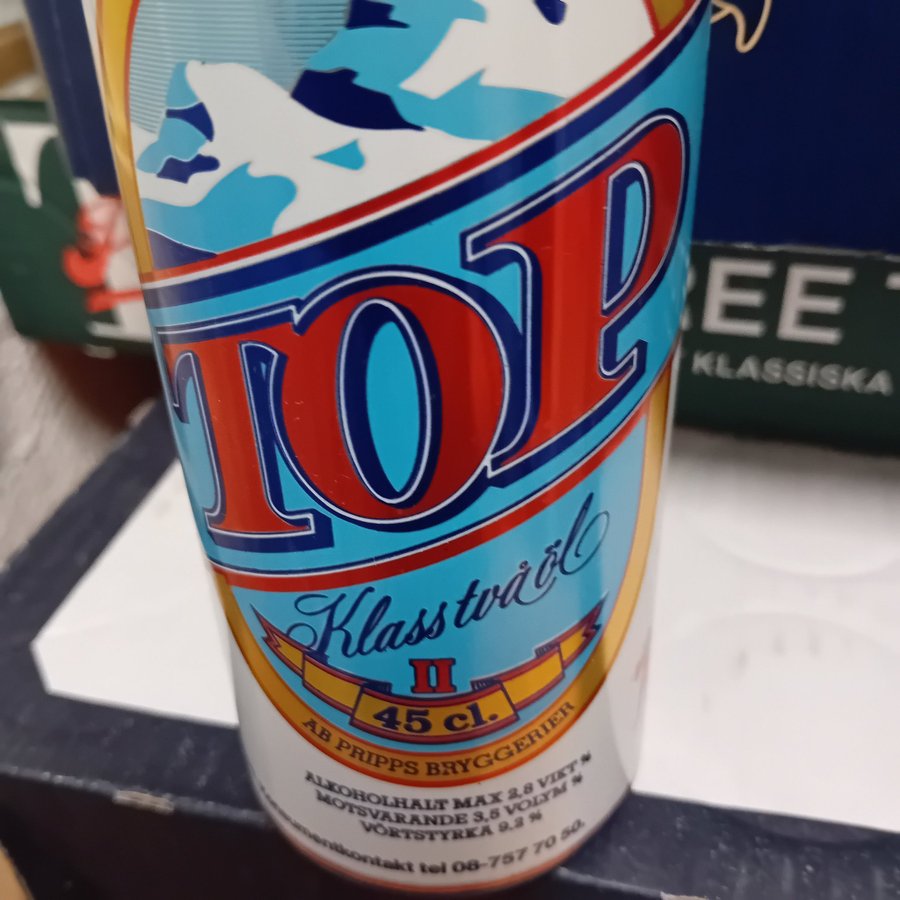 TOP
Klass två öl
II
45 cl.
AB PRIPPS BRYGGERIER
ALKOHOLHALT MAX 2,8 VIKT %
MOTSVARANDE 3,5 VOLYM %
VÖRTSTYRKA 9,2 %
tel 08-757 70 50.
REE
KLASSISKA